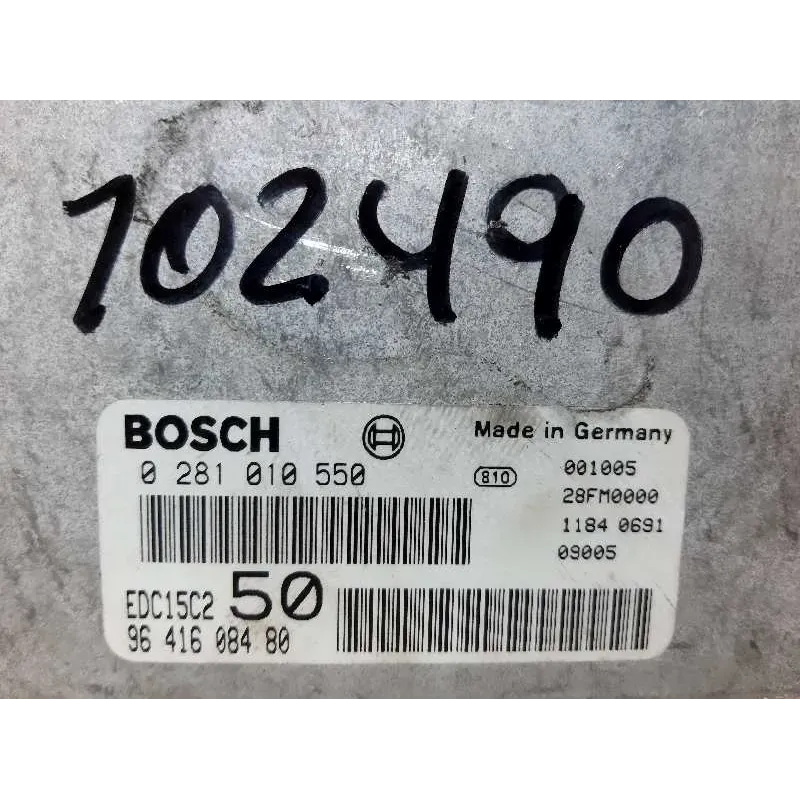 102490
BOSCH
Made in Germany
0 281 010 550
810
001005
28FM0000
1184 0691
09005
EDC15C2 50
96 416 084 80